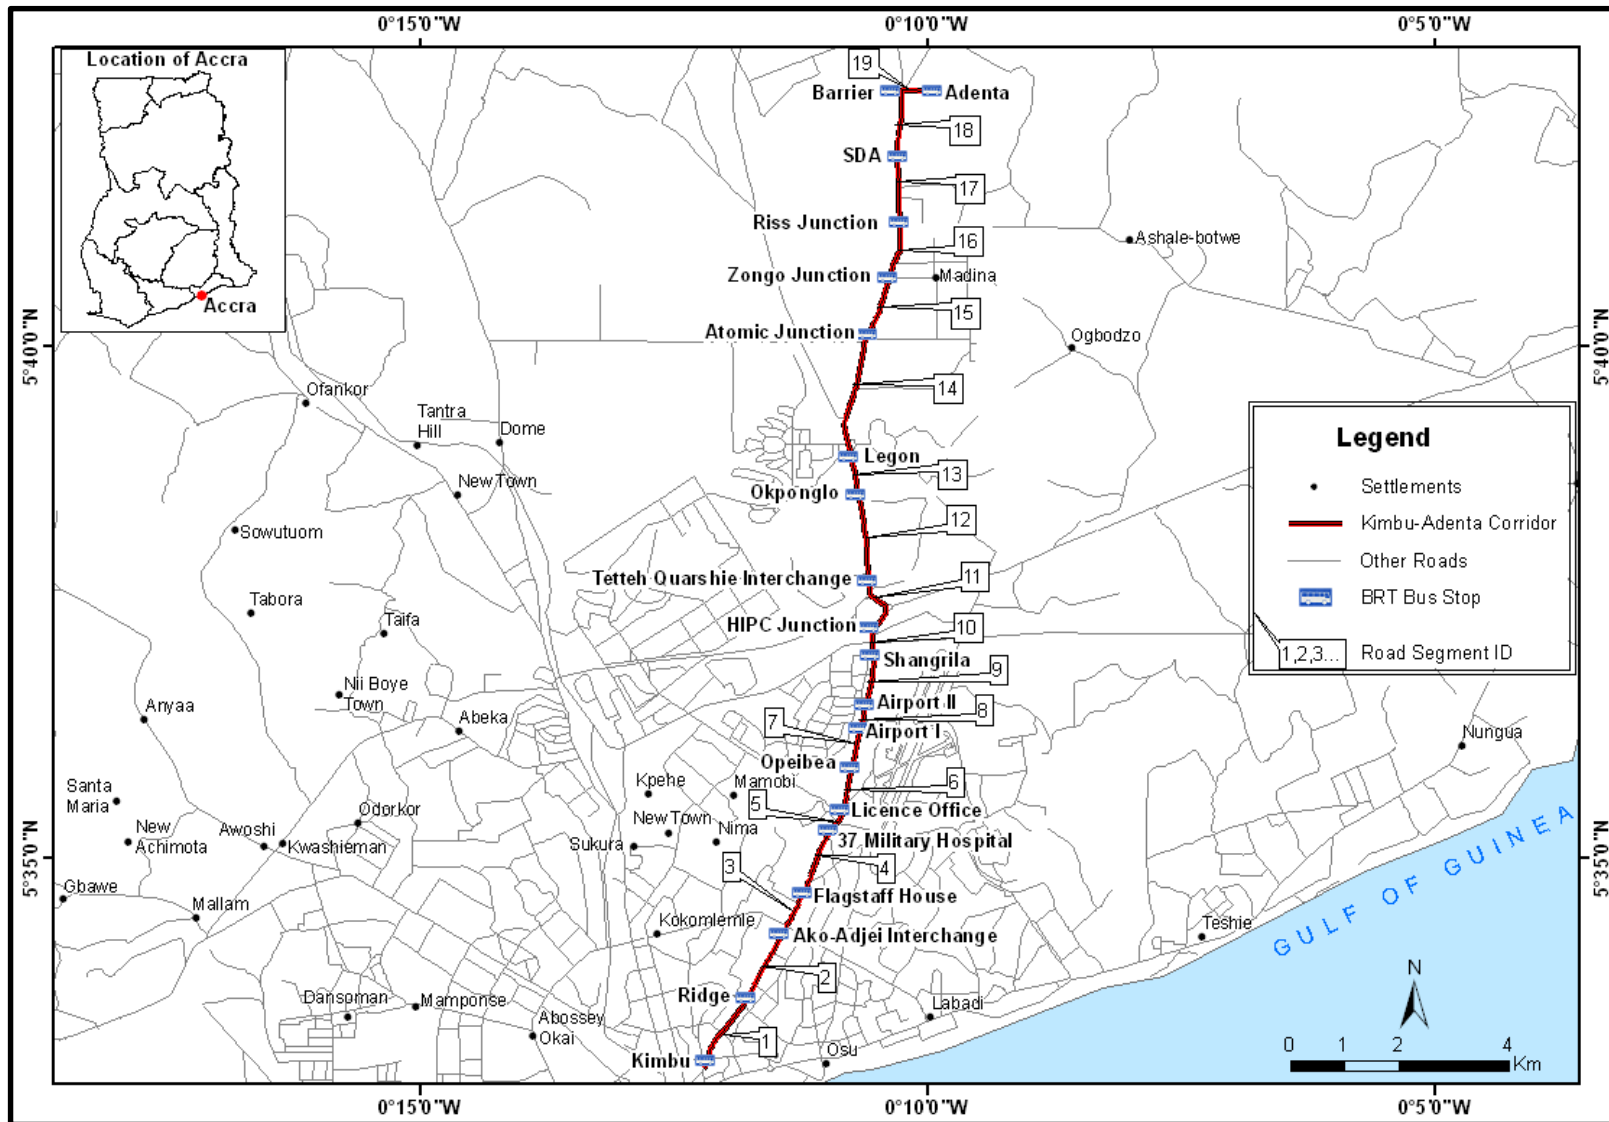 0°15'0"W
0°10'0"W
0°5'0"W
Location of Accra
Accra
19
Barrier
Adenta
18
SDA
17
Riss Junction
16
Ashale-botwe
Zongo Junction
Madina
15
5°40'0"N
Atomic Junction
Ogbodzo
5°40'0"N
14
Ofankor
Tantra
Hill
Dome
Legon
13
New Town
Okponglo
12
Sowutuom
Tetteh Quarshie Interchange
11
Tabora
Taifa
HIPC Junction
10
Shangrila
9
Nii Boye
Town
Airport II
8
Anyaa
Abeka
7
Airport I
Nungua
Opeibea
Santa
Maria
Kpehe
Mamobi
6
Odorkor
5
Licence Office
New
Achimota
Awoshi
Kwashieman
New Town
Nima
Sukura
37 Military Hospital
5°35'0"N
5°35'0"N
3
4
Gbawe
Flagstaff House
Mallam
Kokomlemle
Ako-Adjei Interchange
Teshie
GULF OF GUINEA
2
Dansoman
Mamponse
Ridge
Labadi
Abossey
Okai
1
Osu
Kimbu
Legend
Settlements
Kimbu-Adenta Corridor
Other Roads
BRT Bus Stop
1,2,3... Road Segment ID
N
0 1 2 4
Km
0°15'0"W
0°10'0"W
0°5'0"W